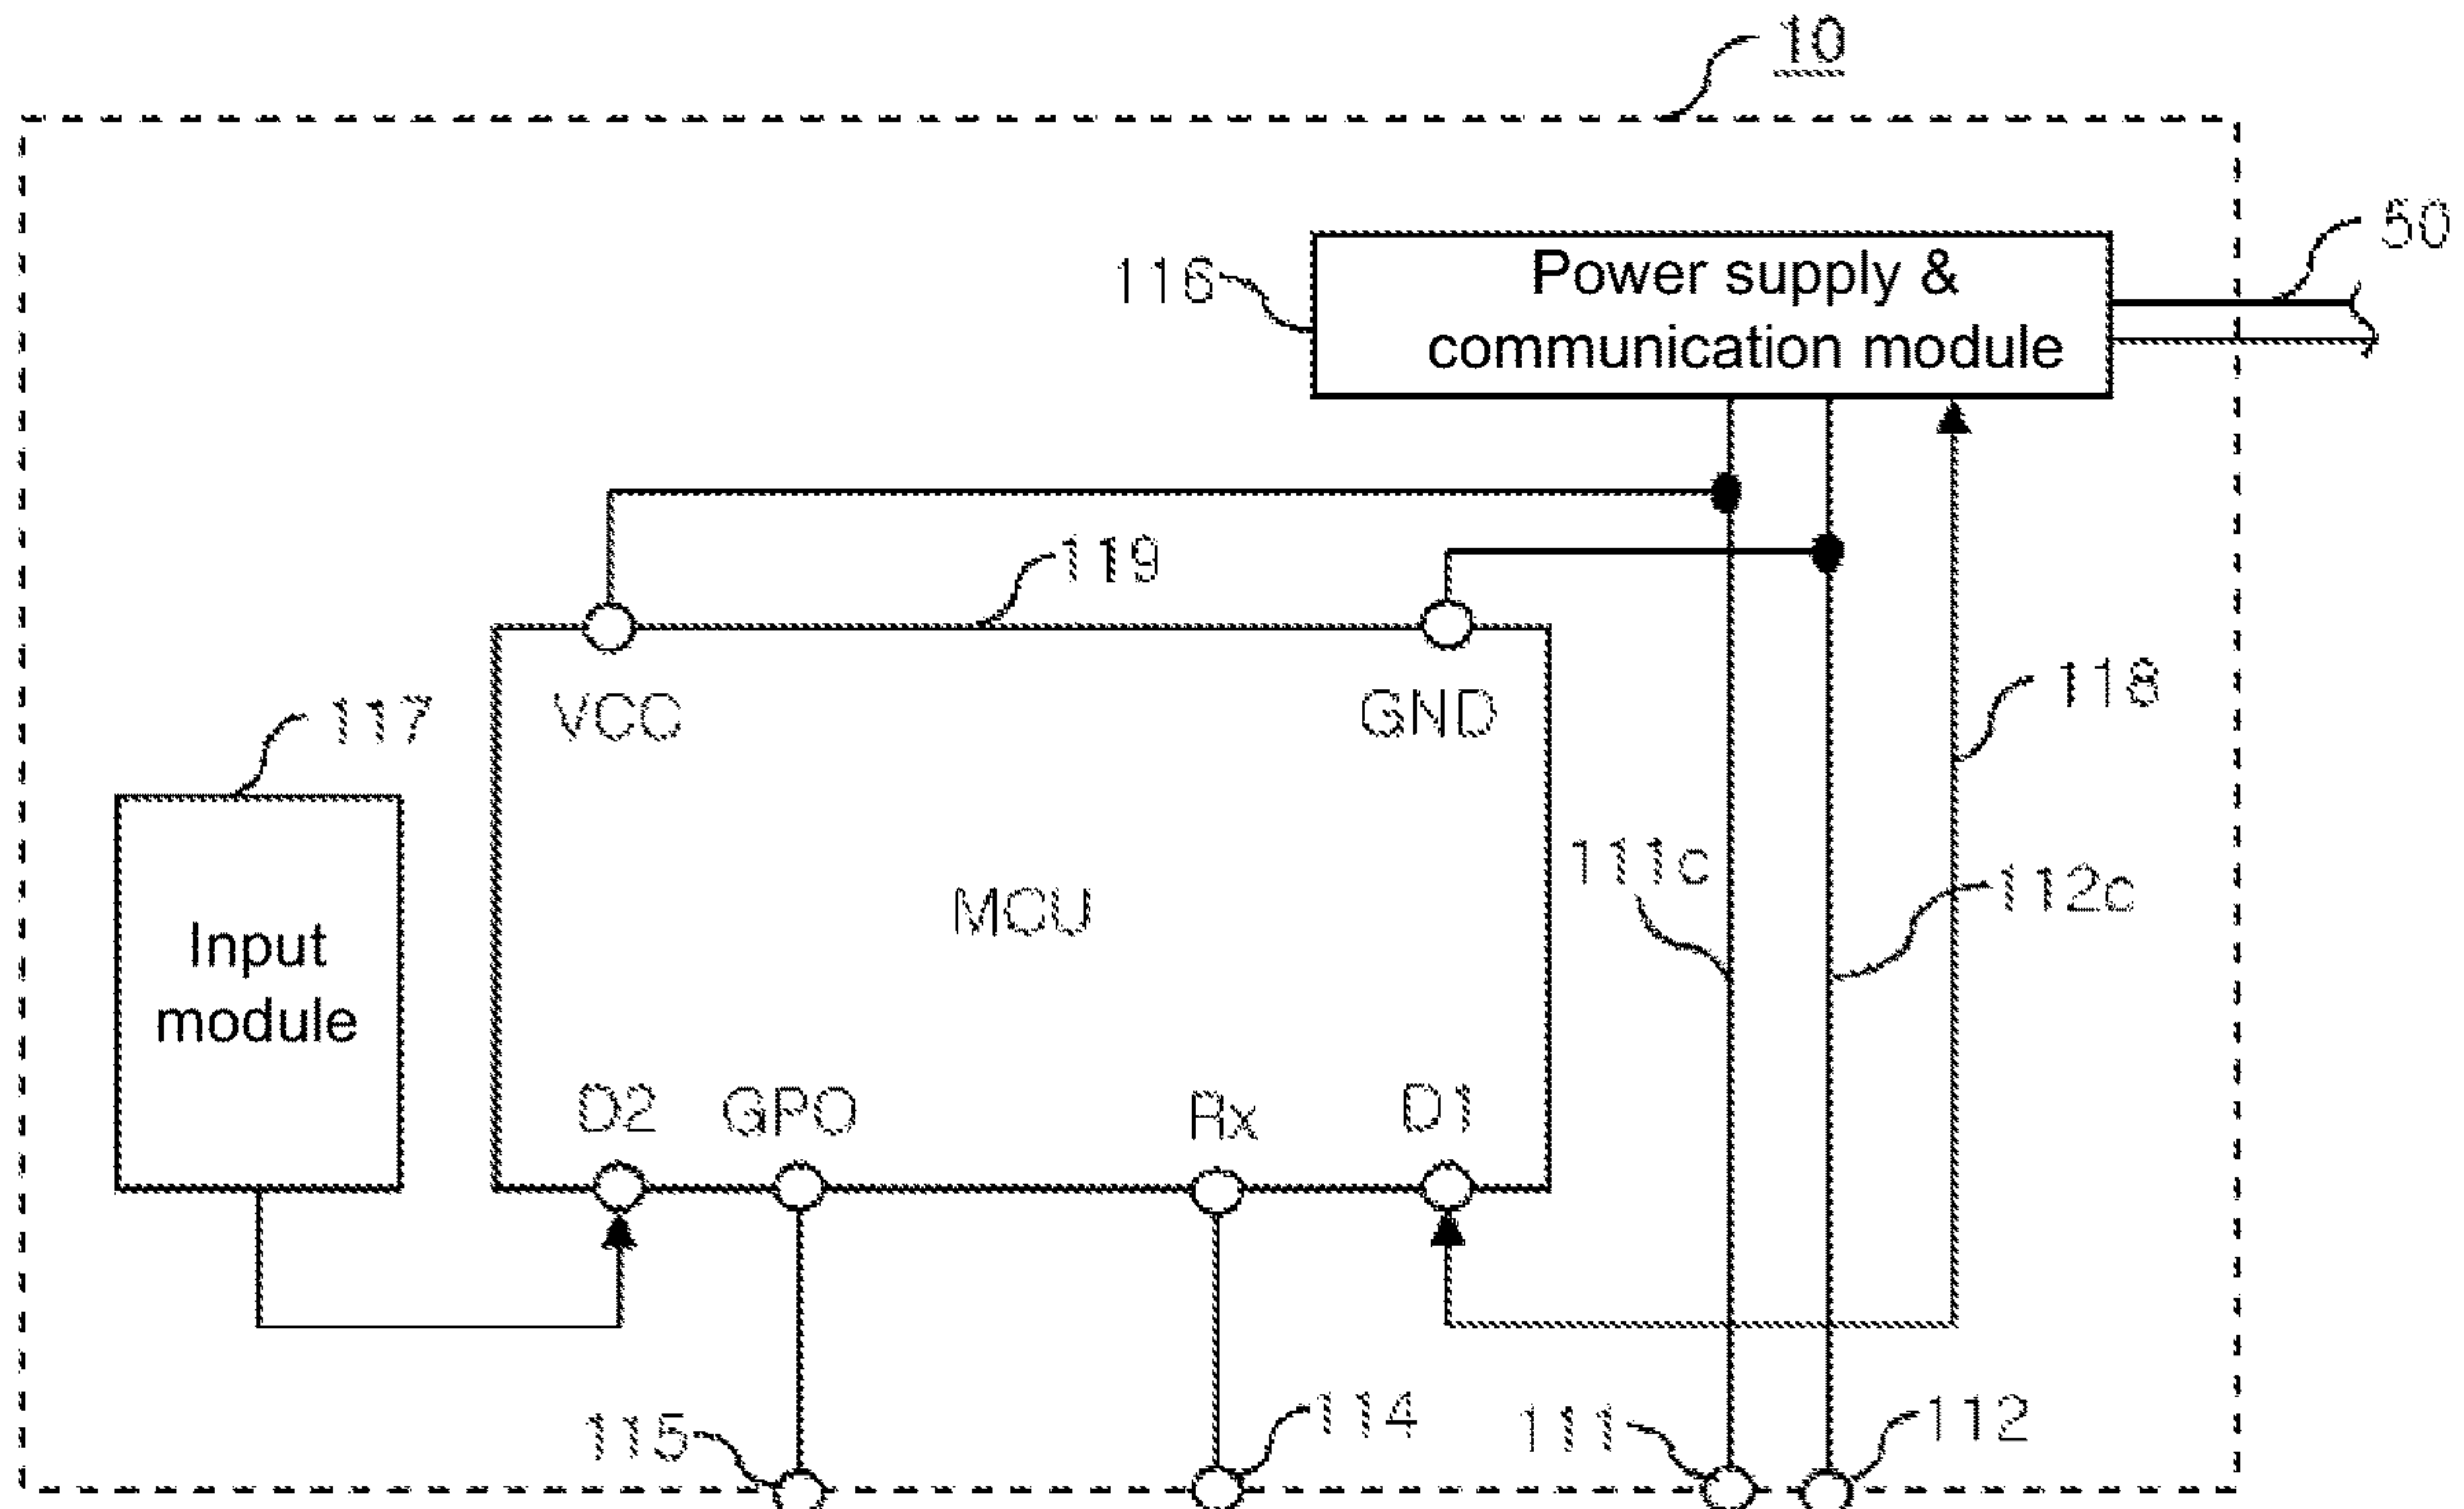 10
50
116
Power supply &
communication module
119
118
117
VCC
GND
111c
112c
MCU
Input
module
D2
GPO
Rx
D1
115
114
111
112